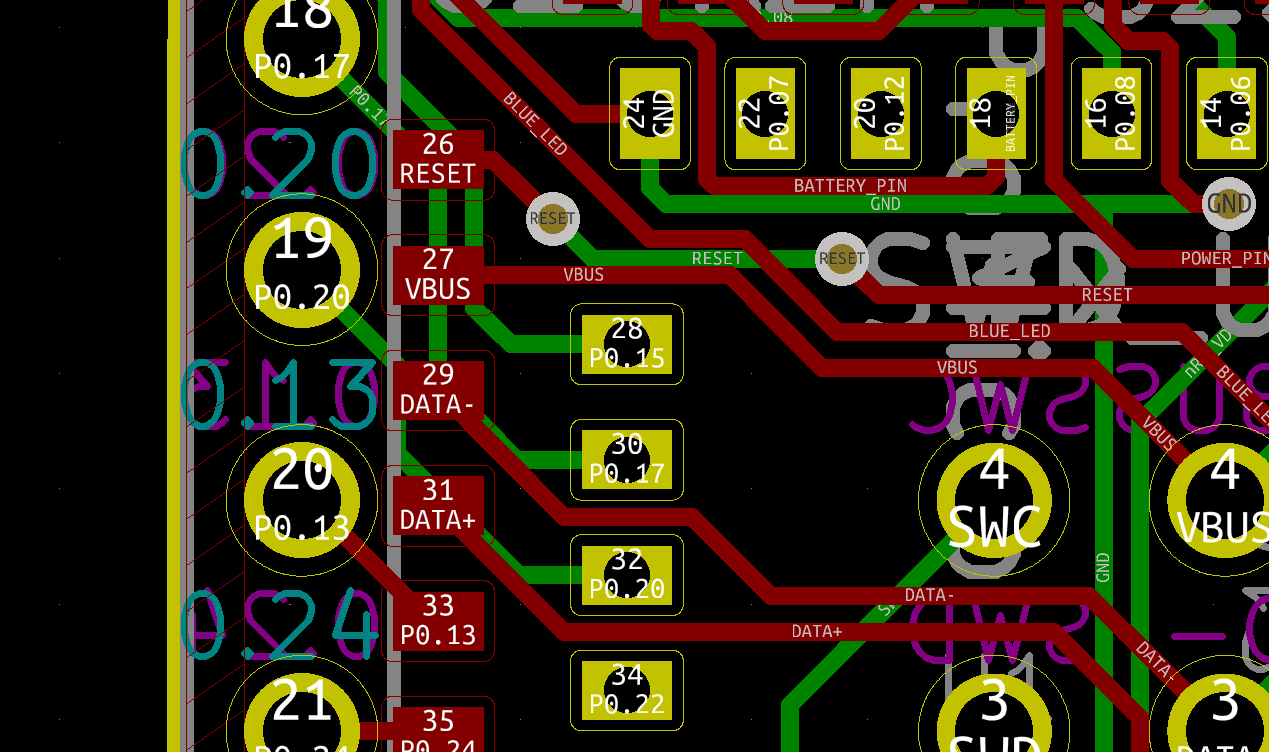 18
P0.17
P0.17
.08
BLUE_LED
24
GND
22
P0.07
20
P0.12
18
BATTERY_PIN
16
P0.08
14
P0.06
0.20
26
RESET
BATTERY_PIN
GND
GND
RESET
19
P0.20
27
VBUS
VBUS
RESET
RESET
POWER_PIN
RESET
28
P0.15
BLUE_LED
VBUS
BLUE_LE
0.13
29
DATA-
SWC
VBUS
30
P0.17
20
P0.13
31
DATA+
4
SWC
4
VBUS
32
P0.20
GND
DATA-
0.24
33
P0.13
DATA+
SWD
DATA-
34
P0.22
21
P0.24
35
P0.24
3
SWD
3
DATA-